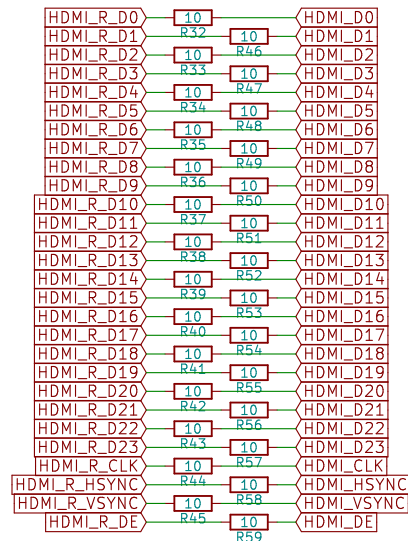 HDMI_R_D0 10 HDMI_D0
R32
HDMI_R_D1 10 HDMI_D1
R46
HDMI_R_D2 10 HDMI_D2
R33
HDMI_R_D3 10 HDMI_D3
R47
HDMI_R_D4 10 HDMI_D4
R34
HDMI_R_D5 10 HDMI_D5
R48
HDMI_R_D6 10 HDMI_D6
R35
HDMI_R_D7 10 HDMI_D7
R49
HDMI_R_D8 10 HDMI_D8
R36
HDMI_R_D9 10 HDMI_D9
R50
HDMI_R_D10 10 HDMI_D10
R37
HDMI_R_D11 10 HDMI_D11
R51
HDMI_R_D12 10 HDMI_D12
R38
HDMI_R_D13 10 HDMI_D13
R52
HDMI_R_D14 10 HDMI_D14
R39
HDMI_R_D15 10 HDMI_D15
R53
HDMI_R_D16 10 HDMI_D16
R40
HDMI_R_D17 10 HDMI_D17
R54
HDMI_R_D18 10 HDMI_D18
R41
HDMI_R_D19 10 HDMI_D19
R55
HDMI_R_D20 10 HDMI_D20
R42
HDMI_R_D21 10 HDMI_D21
R56
HDMI_R_D22 10 HDMI_D22
R43
HDMI_R_D23 10 HDMI_D23
R57
HDMI_R_CLK 10 HDMI_CLK
R44
HDMI_R_HSYNC 10 HDMI_HSYNC
R58
HDMI_R_VSYNC 10 HDMI_VSYNC
R45
HDMI_R_DE 10 HDMI_DE
R59